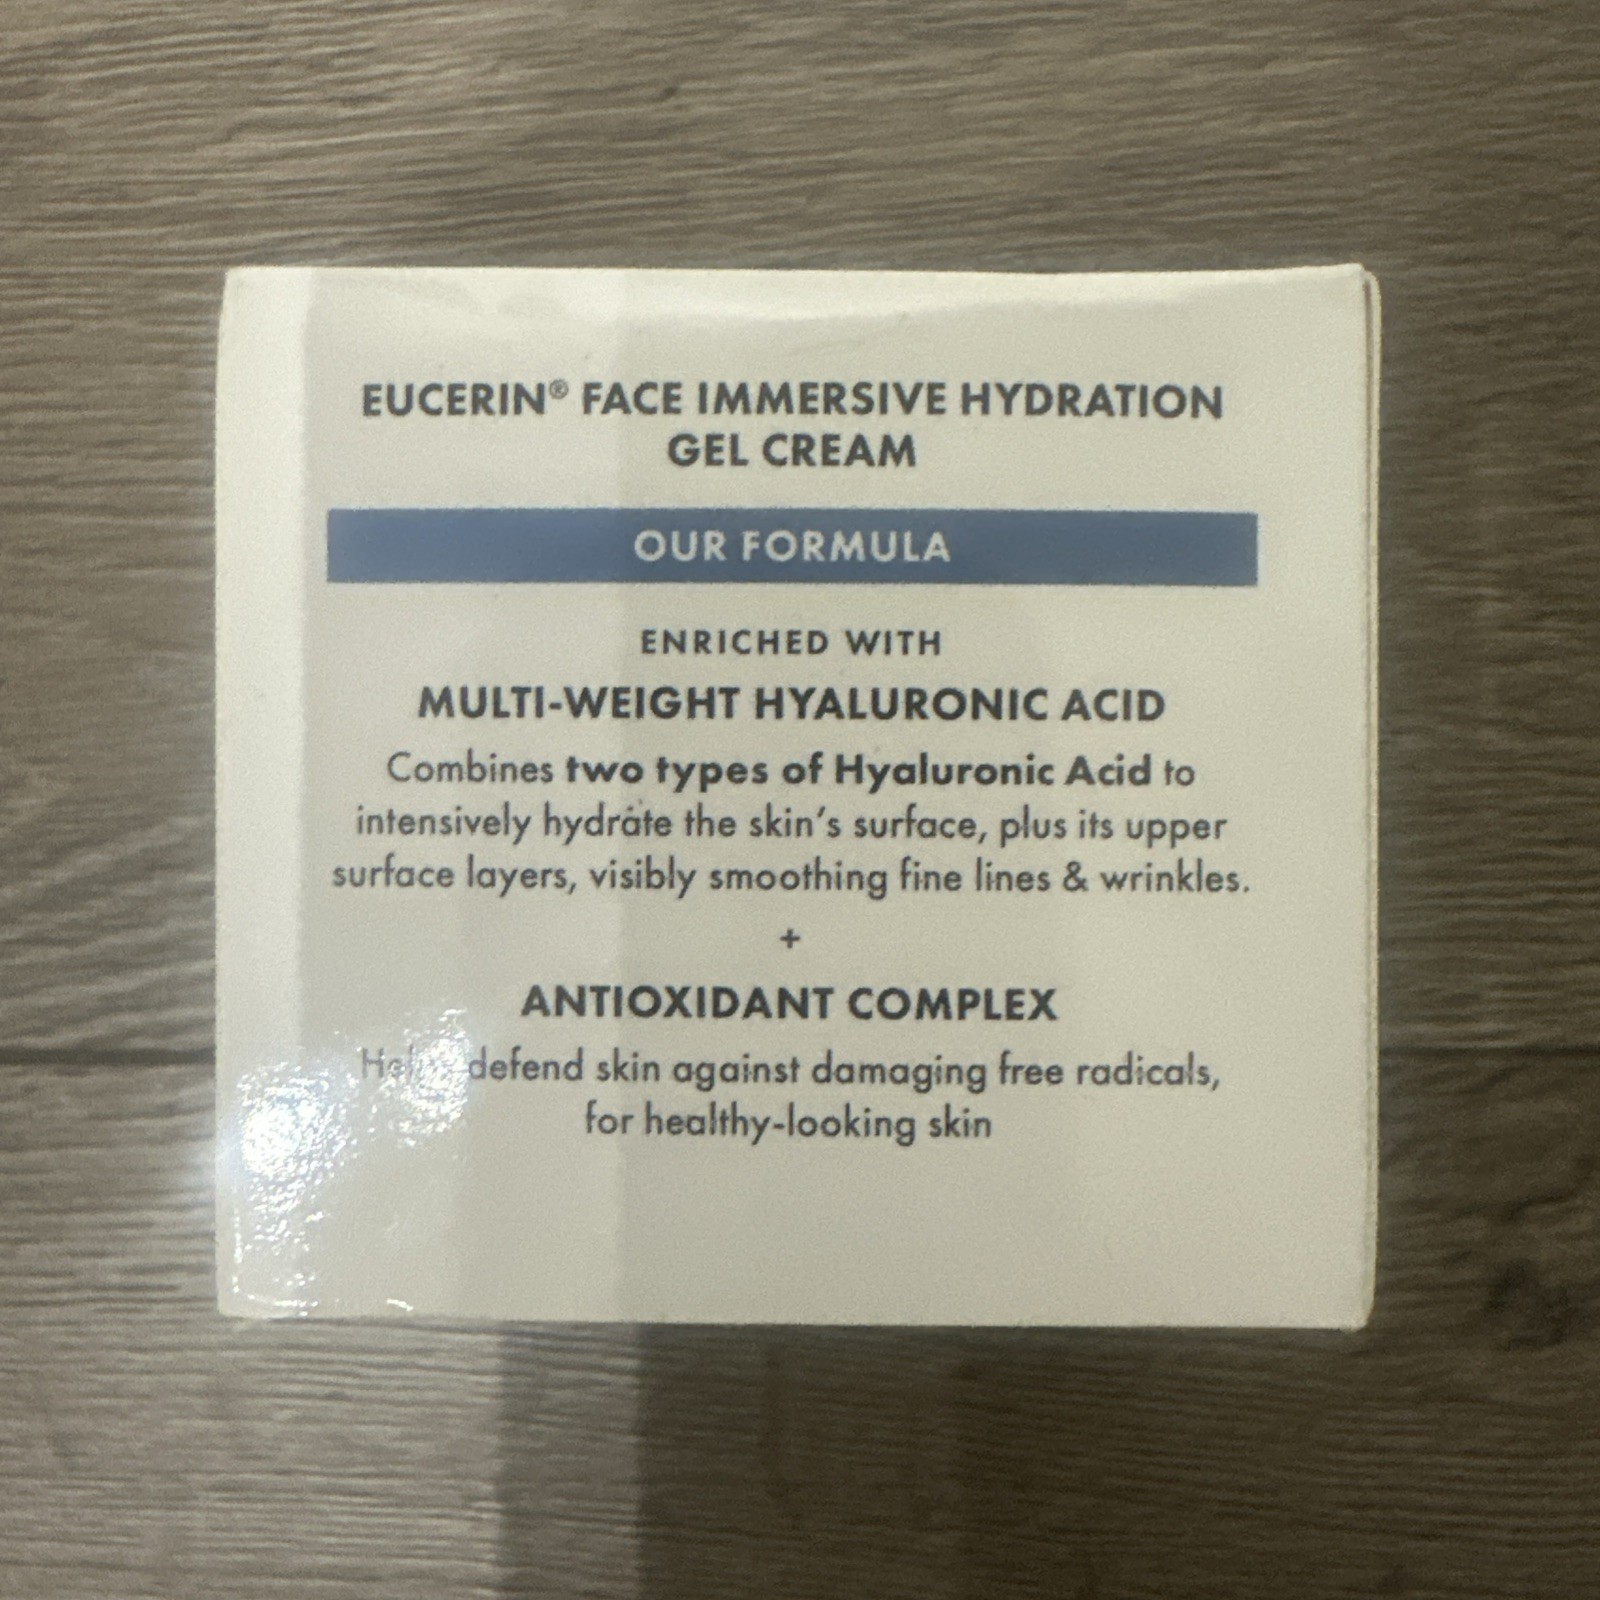 EUCERIN® FACE IMMERSIVE HYDRATION
GEL CREAM
OUR FORMULA
ENRICHED WITH
MULTI-WEIGHT HYALURONIC ACID
Combines two types of Hyaluronic Acid to
intensively hydrate the skin's surface, plus its upper
surface layers, visibly smoothing fine lines & wrinkles.
+
ANTIOXIDANT COMPLEX
defend skin against damaging free radicals,
for healthy-looking skin